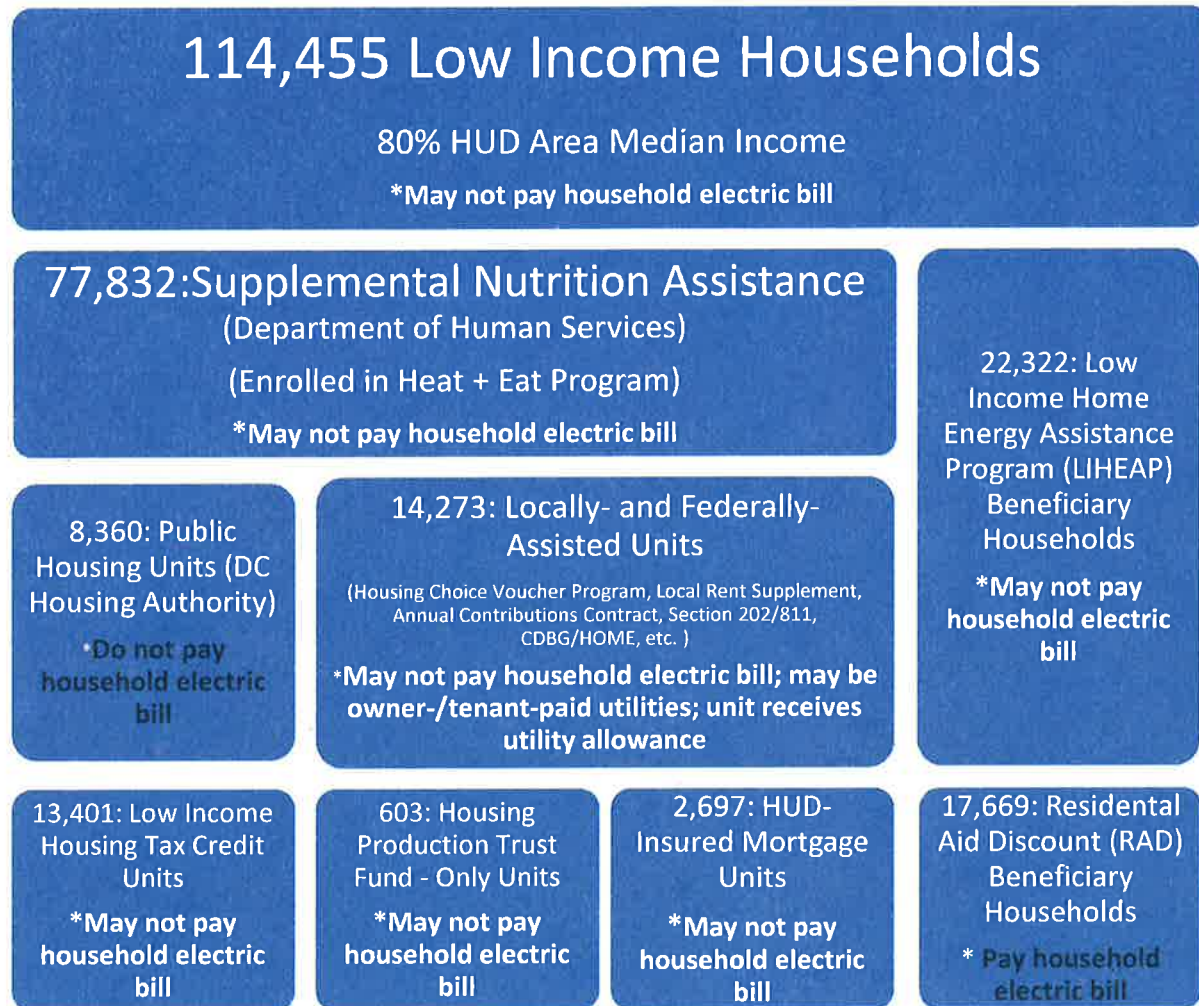 114,455 Low Income Households
80% HUD Area Median Income
*May not pay household electric bill
77,832:Supplemental Nutrition Assistance
(Department of Human Services)
(Enrolled in Heat + Eat Program)
*May not pay household electric bill
22,322: Low
Income Home
Energy Assistance
Program (LIHEAP)
Beneficiary
Households
*May not pay
household electric
bill
8,360: Public
Housing Units (DC
Housing Authority)
*Do not pay
household electric
bill
14,273: Locally- and Federally-
Assisted Units
(Housing Choice Voucher Program, Local Rent Supplement,
Annual Contributions Contract, Section 202/811,
CDBG/HOME, etc. )
*May not pay household electric bill; may be
owner-/tenant-paid utilities; unit receives
utility allowance
13,401: Low Income
Housing Tax Credit
Units
*May not pay
household electric
bill
603: Housing
Production Trust
Fund - Only Units
*May not pay
household electric
bill
2,697: HUD-
Insured Mortgage
Units
*May not pay
household electric
bill
17,669: Residental
Aid Discount (RAD)
Beneficiary
Households
* Pay household
electric bill